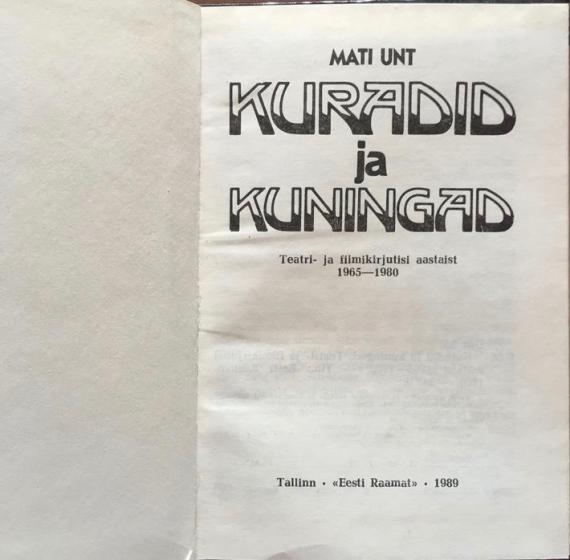 MATI UNT
KURADID
ja
KUNINGAD
Teatri- ja filmikirjutisi aastaist
1965—1980
Tallinn · «Eesti Raamat» · 1989